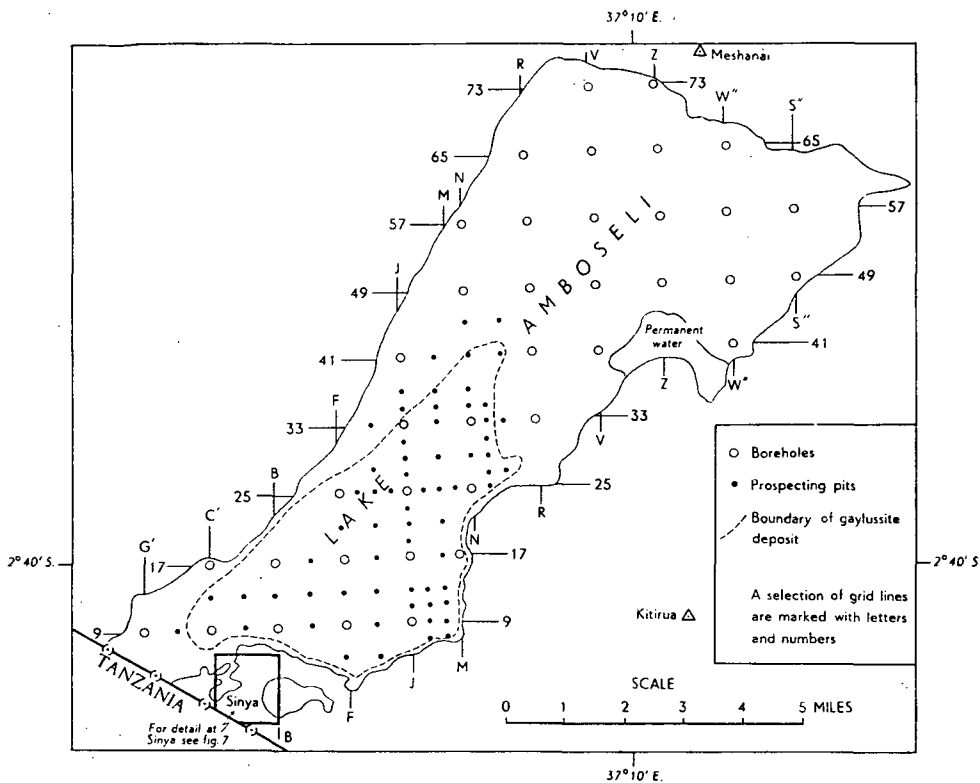 37°10' E.
Meshanai
R
V
Z
73
73
W"
S"
65
65
N
M
57
57
J
49
49
S"
41
41
W"
Permanent
water
Z
LAKE AMBOSELI
F
33
33
V
B
25
25
R
C'
N
G'
17
17
2°40' S.
2°40' S
9
9
Kitirua
M
J
F
B
TANZANIA
Sinya
For detail at
Sinya see fig. 7
Boreholes
Prospecting pits
Boundary of gaylussite
deposit
A selection of grid lines
are marked with letters
and numbers
SCALE
0 1 2 3 4 5 MILES
37°10' E.